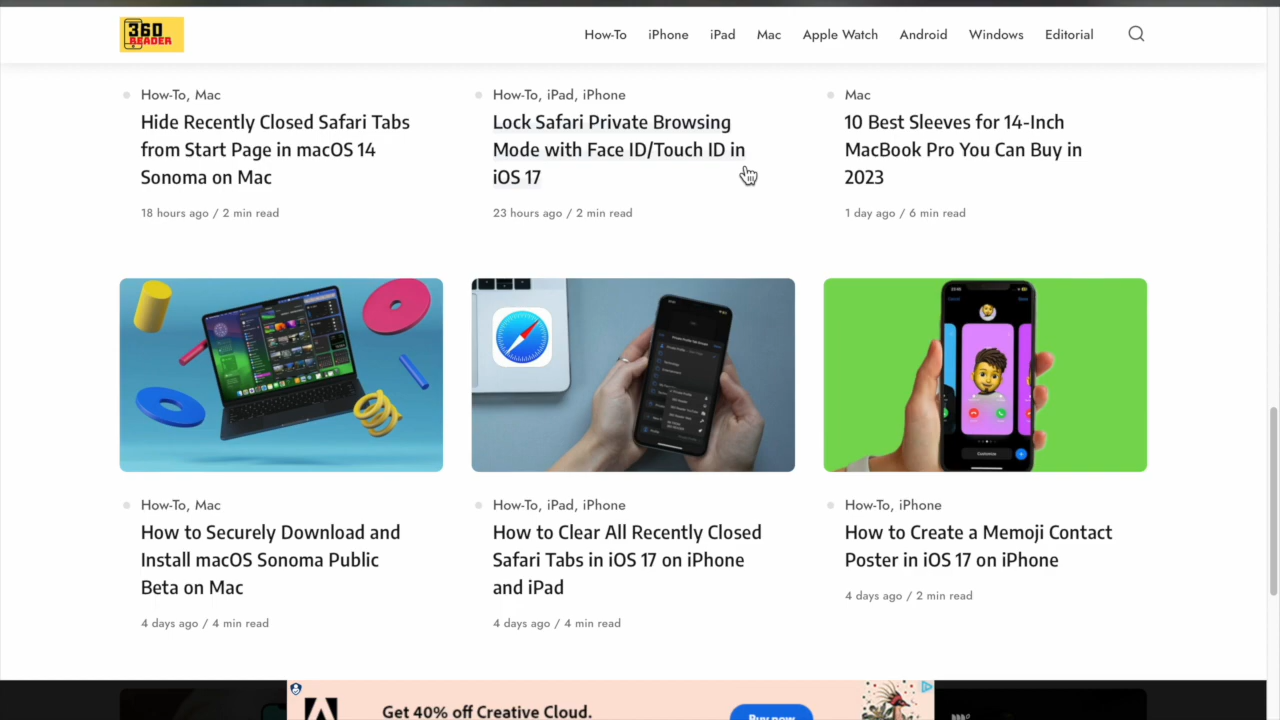 360
READER
How-To iPhone iPad Mac Apple Watch Android Windows Editorial
How-To, Mac
Hide Recently Closed Safari Tabs
from Start Page in macOS 14
Sonoma on Mac
18 hours ago / 2 min read
How-To, iPad, iPhone
Lock Safari Private Browsing
Mode with Face ID/Touch ID in
iOS 17
23 hours ago / 2 min read
Mac
10 Best Sleeves for 14-Inch
MacBook Pro You Can Buy in
2023
1 day ago / 6 min read
Customize
How-To, Mac
How to Securely Download and
Install macOS Sonoma Public
Beta on Mac
4 days ago / 4 min read
How-To, iPad, iPhone
How to Clear All Recently Closed
Safari Tabs in iOS 17 on iPhone
and iPad
4 days ago / 4 min read
How-To, iPhone
How to Create a Memoji Contact
Poster in iOS 17 on iPhone
4 days ago / 2 min read
Get 40% off Creative Cloud.
Buy now